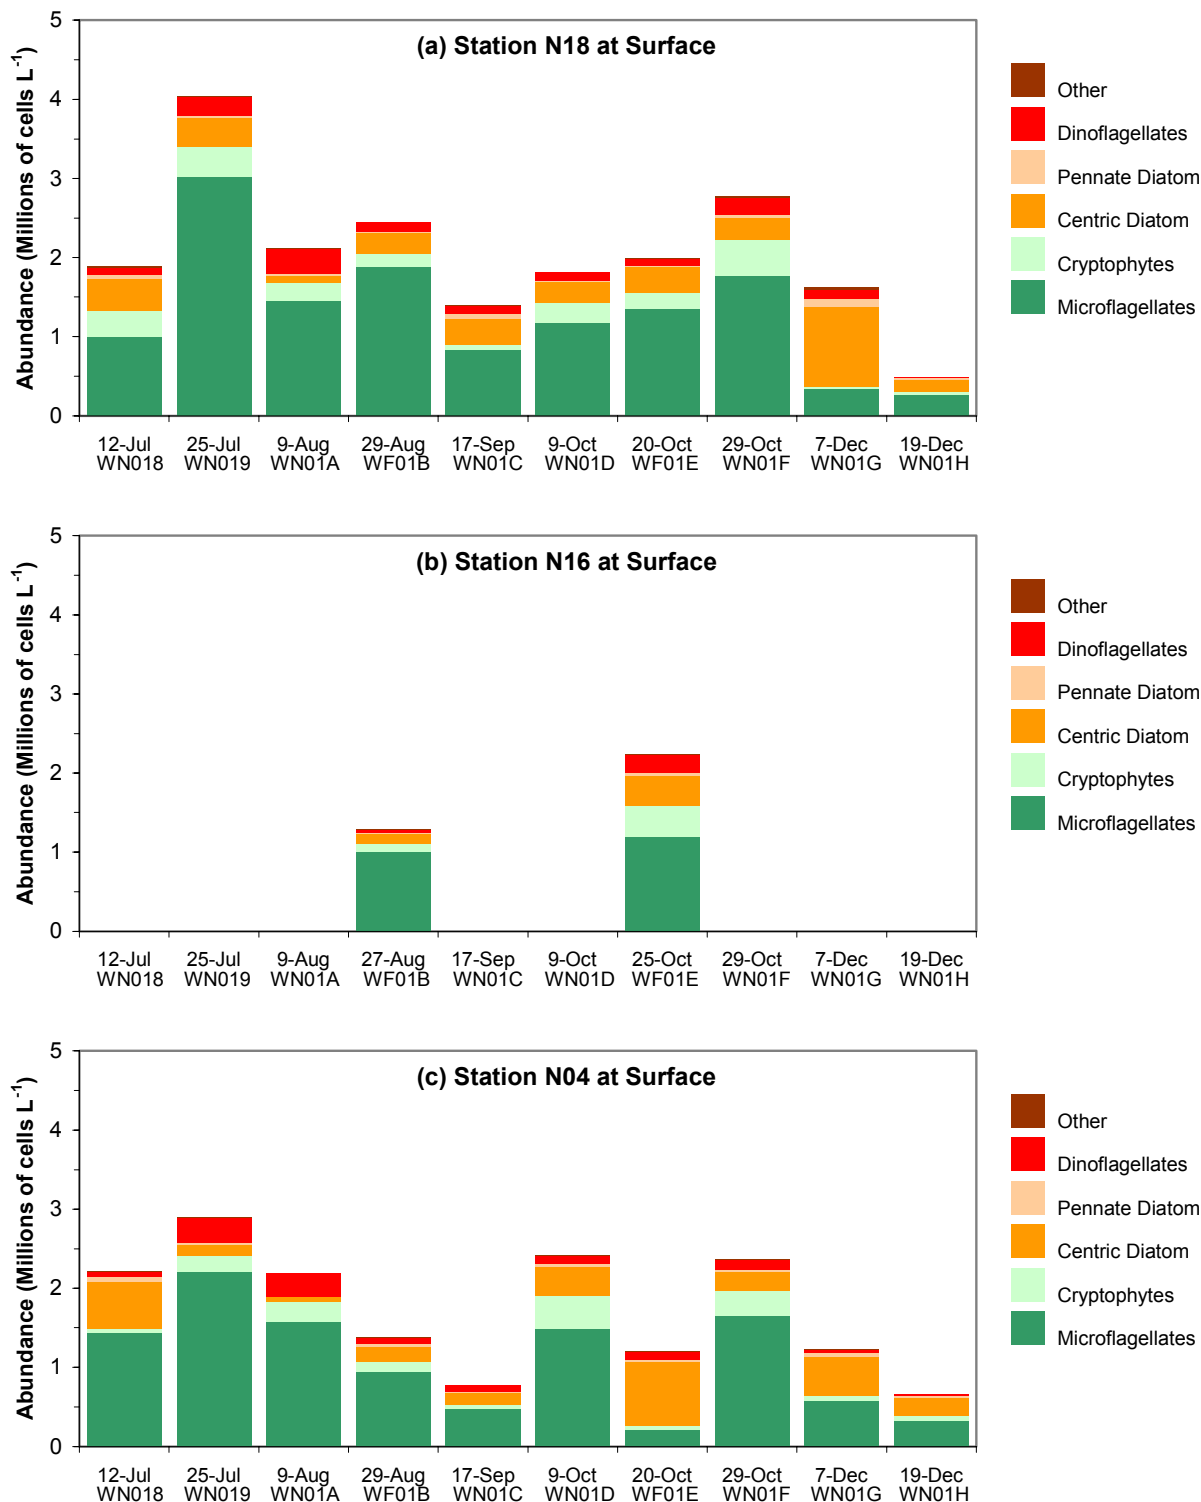 (a) Station N18 at Surface
Abundance (Millions of cells L-1)
5
4
3
2
1
0
12-Jul 25-Jul 9-Aug 29-Aug 17-Sep 9-Oct 20-Oct 29-Oct 7-Dec 19-Dec
WN018 WN019 WN01A WF01B WN01C WN01D WF01E WN01F WN01G WN01H
Other
Dinoflagellates
Pennate Diatom
Centric Diatom
Cryptophytes
Microflagellates
(b) Station N16 at Surface
Abundance (Millions of cells L-1)
5
4
3
2
1
0
12-Jul 25-Jul 9-Aug 27-Aug 17-Sep 9-Oct 25-Oct 29-Oct 7-Dec 19-Dec
WN018 WN019 WN01A WF01B WN01C WN01D WF01E WN01F WN01G WN01H
Other
Dinoflagellates
Pennate Diatom
Centric Diatom
Cryptophytes
Microflagellates
(c) Station N04 at Surface
Abundance (Millions of cells L-1)
5
4
3
2
1
0
12-Jul 25-Jul 9-Aug 29-Aug 17-Sep 9-Oct 20-Oct 29-Oct 7-Dec 19-Dec
WN018 WN019 WN01A WF01B WN01C WN01D WF01E WN01F WN01G WN01H
Other
Dinoflagellates
Pennate Diatom
Centric Diatom
Cryptophytes
Microflagellates